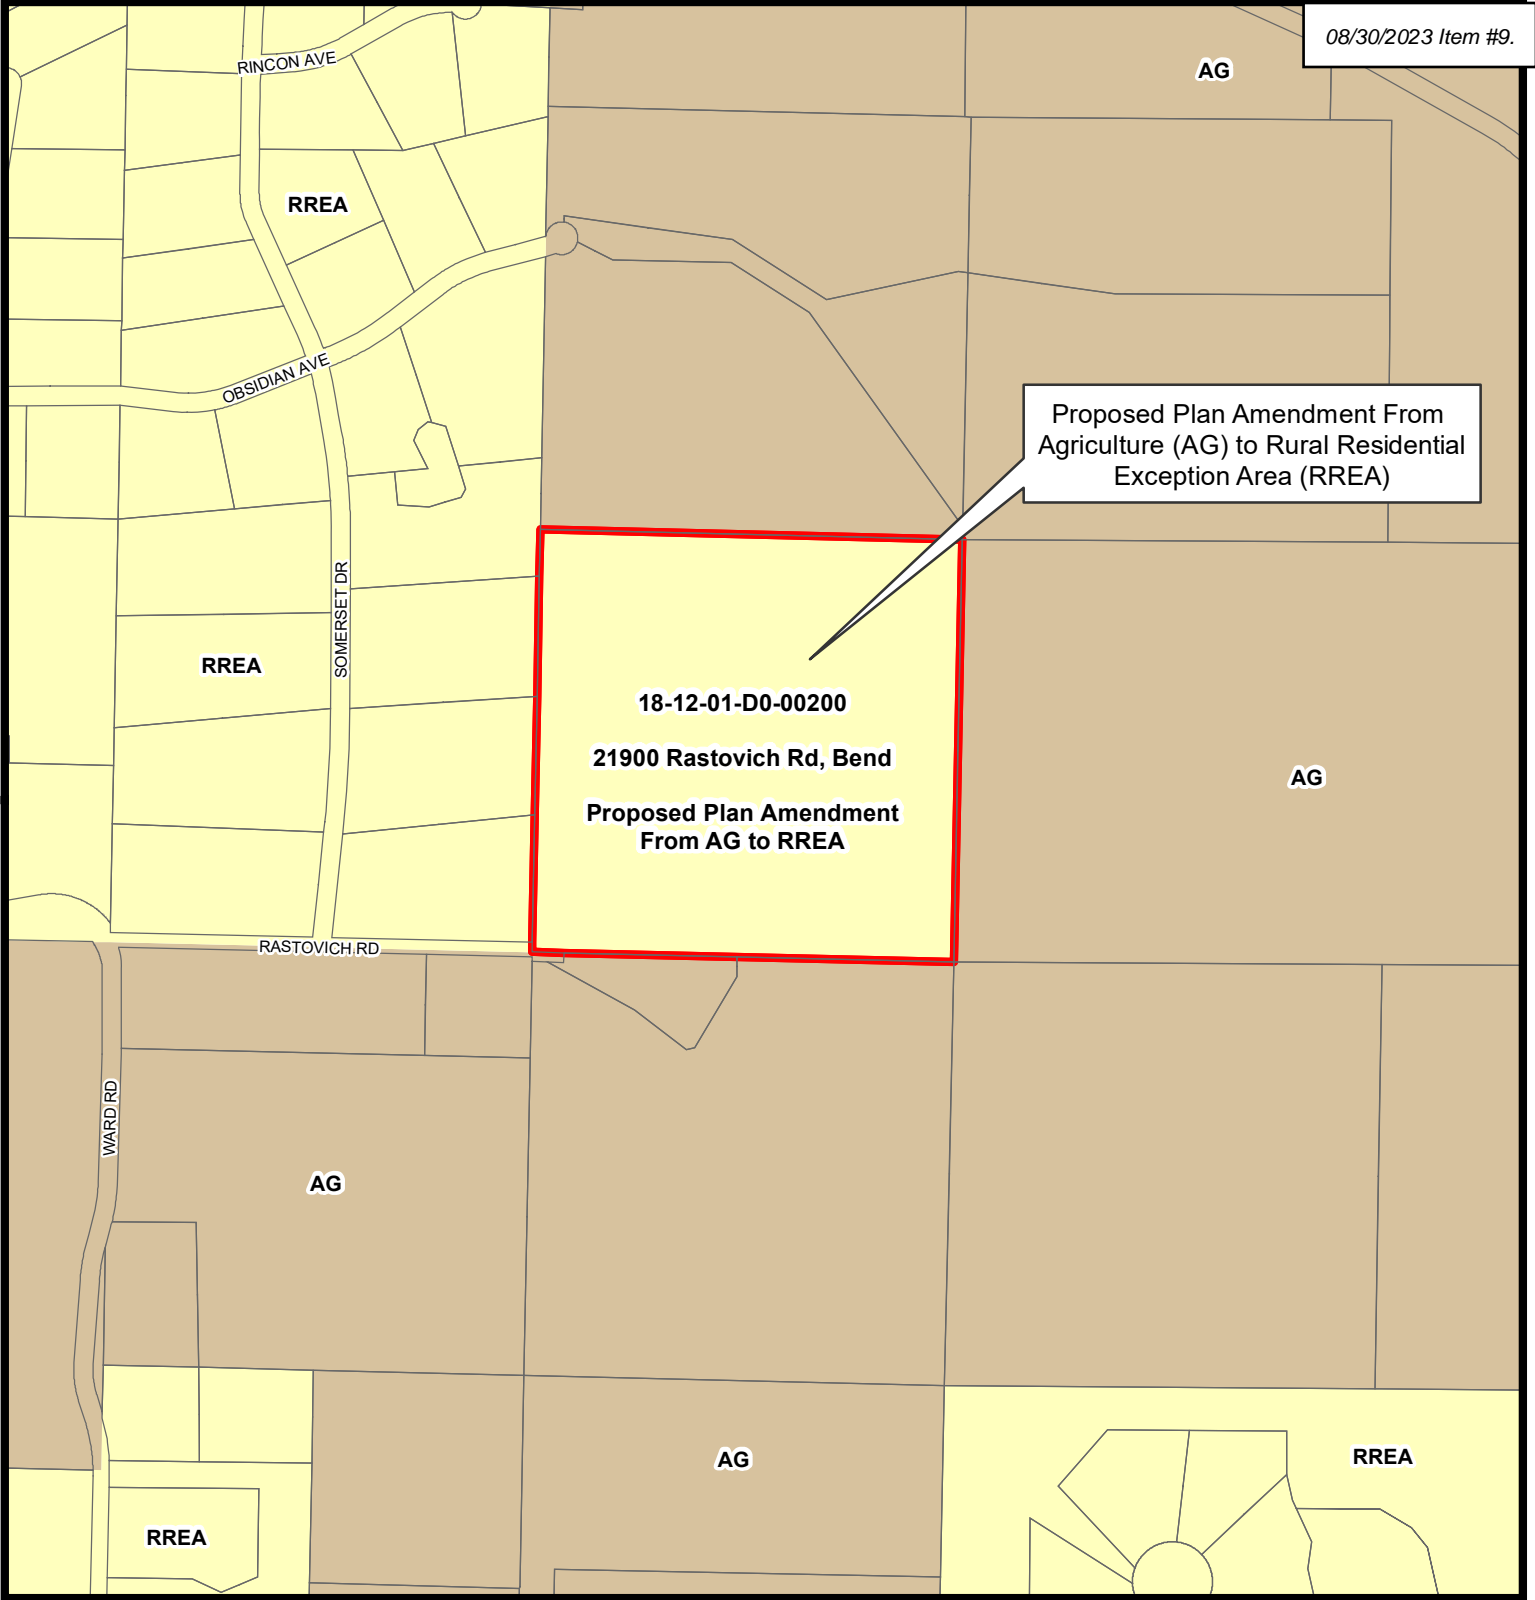 08/30/2023 Item #9.
RINCON AVE
AG
RREA
OBSIDIAN AVE
Proposed Plan Amendment From
Agriculture (AG) to Rural Residential
Exception Area (RREA)
SOMERSET DR
RREA
18-12-01-D0-00200
21900 Rastovich Rd, Bend
Proposed Plan Amendment
From AG to RREA
AG
RASTOVICH RD
WARD RD
AG
AG
RREA
RREA